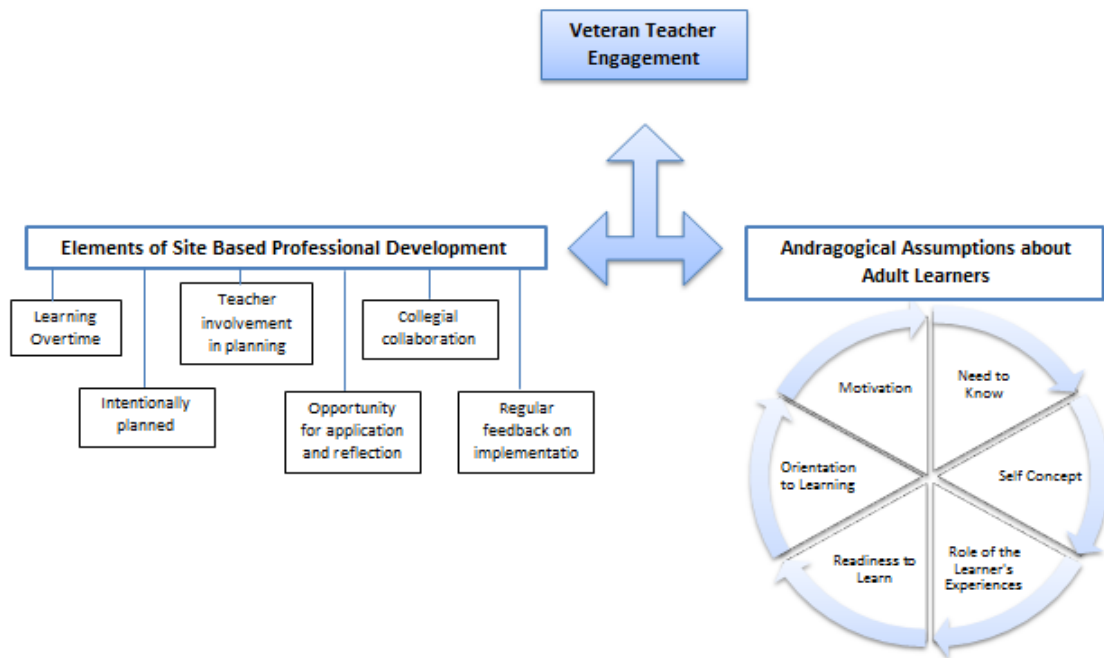 Veteran Teacher
Engagement
Elements of Site Based Professional Development
Learning
Overtime
Intentionally
planned
Teacher
involvement
in planning
Opportunity
for application
and reflection
Collegial
collaboration
Regular
feedback on
implementatio
Andragogical Assumptions about
Adult Learners
Need to
Know
Self Concept
Role of the
Learner's
Experiences
Readiness to
Learn
Orientation
to Learning
Motivation